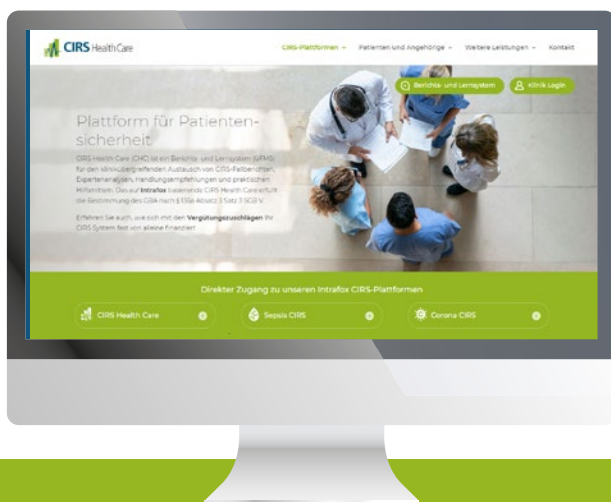 CIRS Health Care
CIRS-Plattformen Patienten und Angehörige Weitere Leistungen Kontakt
Berichts- und Lernsystem Klinik Login
Plattform für Patienten-
sicherheit
CIRS Health Care (CHC) ist ein Berichts- und Lernsystem (üFMS)
für den klinikübergreifenden Austausch von CIRS-Fallberichten,
Expertenanalysen, Handlungsempfehlungen und praktischen
Hilfsmitteln. Das auf Intrafox basierende CIRS Health Care erfüllt
die Bestimmung des GBA nach § 136a Absatz 3 Satz 3 SGB V.
Erfahren Sie auch, wie sich mit den Vergütungszuschlägen Ihr
CIRS System fast von alleine finanziert.
Direkter Zugang zu unseren Intrafox CIRS-Plattformen
CIRS Health Care Sepsis CIRS Corona CIRS